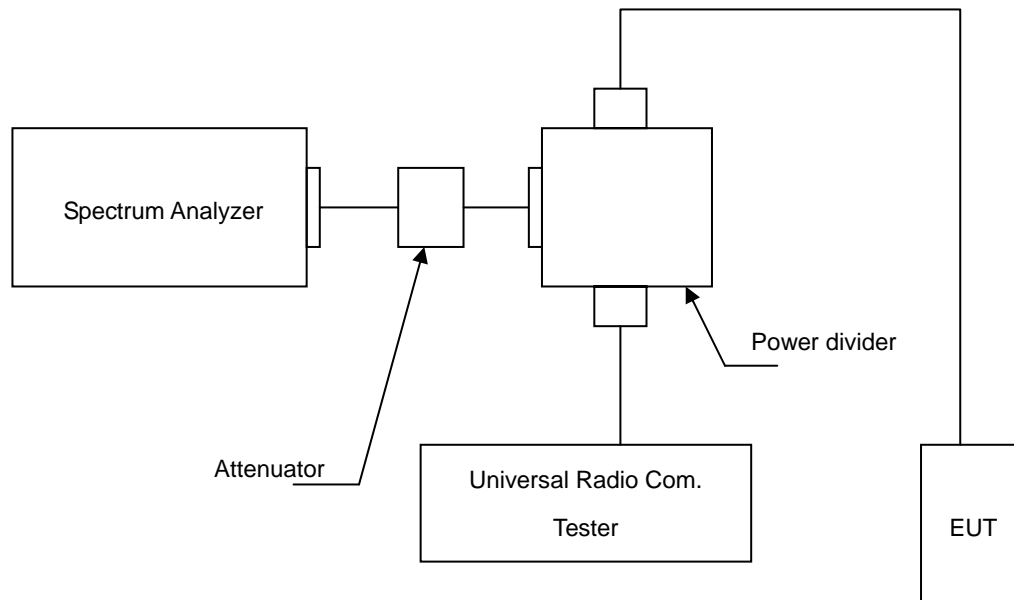 Spectrum Analyzer
Power divider
Attenuator
Universal Radio Com.
Tester
EUT